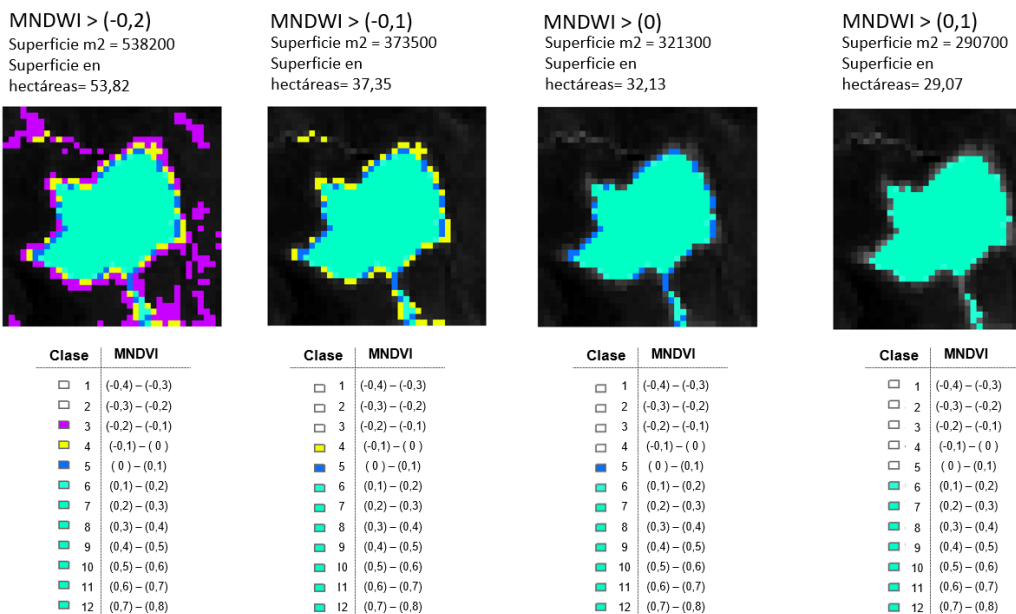 MNDWI > (-0,2)
Superficie m2 = 538200
Superficie en
hectáreas= 53,82
MNDWI > (-0,1)
Superficie m2 = 373500
Superficie en
hectáreas= 37,35
MNDWI > (0)
Superficie m2 = 321300
Superficie en
hectáreas= 32,13
MNDWI > (0,1)
Superficie m2 = 290700
Superficie en
hectáreas= 29,07
Clase MNDVI
1 (-0,4) – (-0,3)
2 (-0,3) – (-0,2)
3 (-0,2) – (-0,1)
4 (-0,1) – ( 0 )
5 ( 0 ) – (0,1)
6 (0,1) – (0,2)
7 (0,2) – (0,3)
8 (0,3) – (0,4)
9 (0,4) – (0,5)
10 (0,5) – (0,6)
11 (0,6) – (0,7)
12 (0,7) – (0,8)
Clase MNDVI
1 (-0,4) – (-0,3)
2 (-0,3) – (-0,2)
3 (-0,2) – (-0,1)
4 (-0,1) – ( 0 )
5 ( 0 ) – (0,1)
6 (0,1) – (0,2)
7 (0,2) – (0,3)
8 (0,3) – (0,4)
9 (0,4) – (0,5)
I0 (0,5) – (0,6)
I1 (0,6) – (0,7)
I2 (0,7) – (0,8)
Clase MNDVI
1 (-0,4) – (-0,3)
2 (-0,3) – (-0,2)
3 (-0,2) – (-0,1)
4 (-0,1) – ( 0 )
5 ( 0 ) – (0,1)
6 (0,1) – (0,2)
7 (0,2) – (0,3)
8 (0,3) – (0,4)
9 (0,4) – (0,5)
10 (0,5) – (0,6)
11 (0,6) – (0,7)
12 (0,7) – (0,8)
Clase MNDVI
1 (-0,4) – (-0,3)
2 (-0,3) – (-0,2)
3 (-0,2) – (-0,1)
4 (-0,1) – ( 0 )
5 ( 0 ) – (0,1)
6 (0,1) – (0,2)
7 (0,2) – (0,3)
8 (0,3) – (0,4)
9 (0,4) – (0,5)
10 (0,5) – (0,6)
11 (0,6) – (0,7)
12 (0,7) – (0,8)